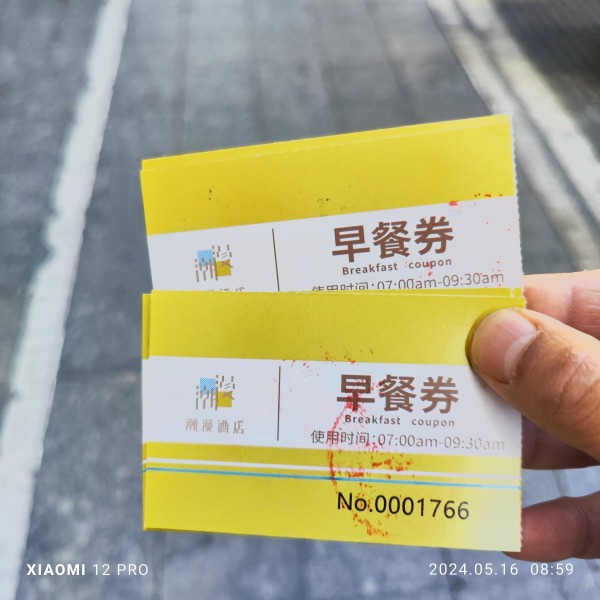 早餐券
Breakfast coupon
使用时间:07:00am-09:30am
潮漫
早餐券
Breakfast coupon
潮漫酒店
使用时间:07:00am-09:30am
No.0001766
XIAOMI 12 PRO
2024.05.16 08:59